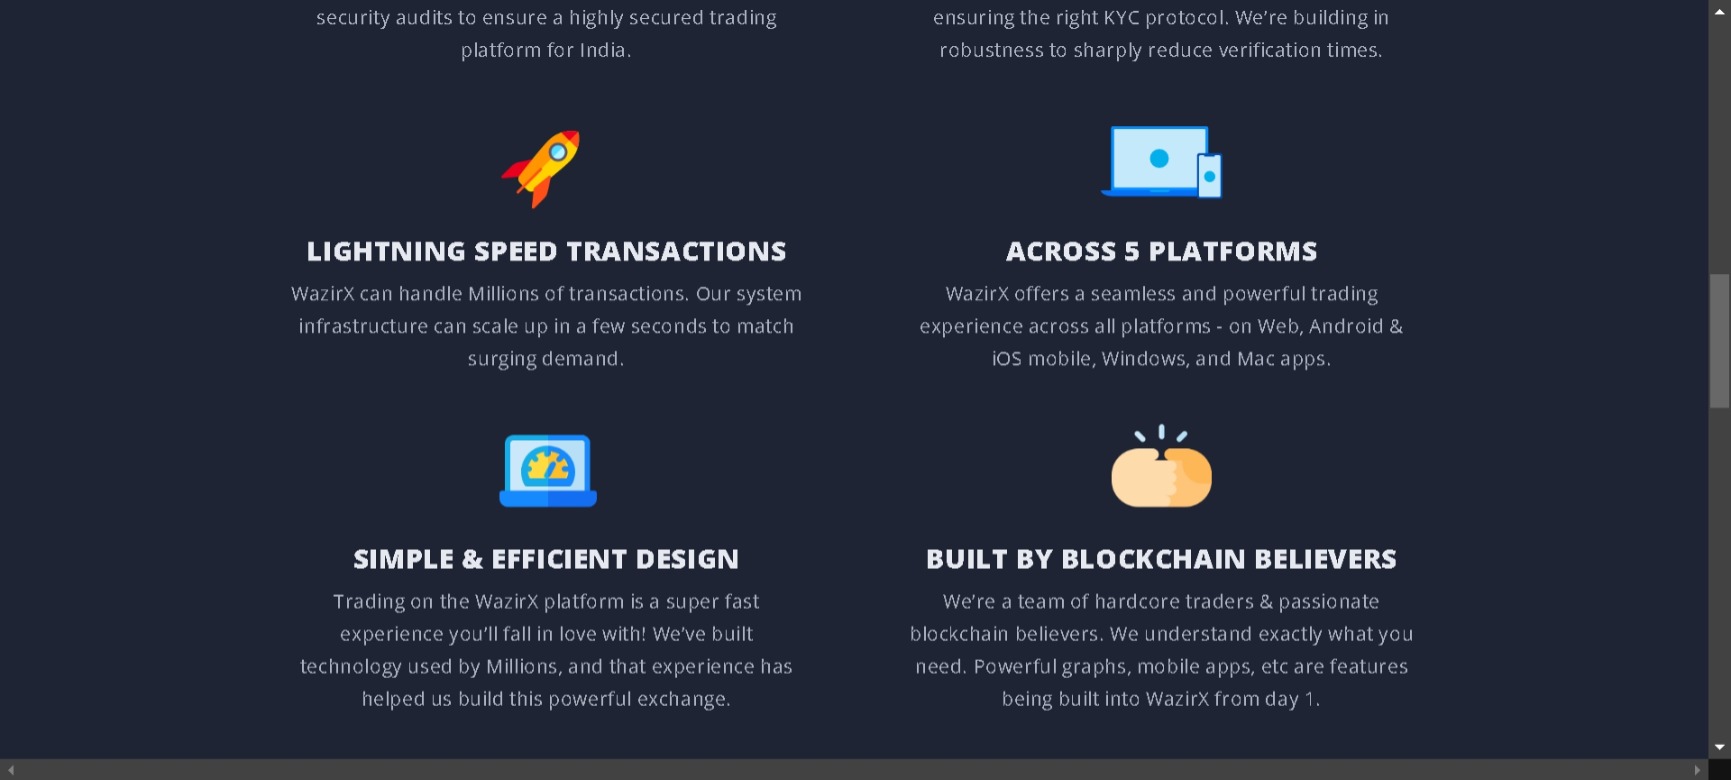 security audits to ensure a highly secured trading
platform for India.
ensuring the right KYC protocol. We’re building in
robustness to sharply reduce verification times.
LIGHTNING SPEED TRANSACTIONS
WazirX can handle Millions of transactions. Our system
infrastructure can scale up in a few seconds to match
surging demand.
ACROSS 5 PLATFORMS
WazirX offers a seamless and powerful trading
experience across all platforms - on Web, Android &
iOS mobile, Windows, and Mac apps.
SIMPLE & EFFICIENT DESIGN
Trading on the WazirX platform is a super fast
experience you’ll fall in love with! We’ve built
technology used by Millions, and that experience has
helped us build this powerful exchange.
BUILT BY BLOCKCHAIN BELIEVERS
We’re a team of hardcore traders & passionate
blockchain believers. We understand exactly what you
need. Powerful graphs, mobile apps, etc are features
being built into WazirX from day 1.